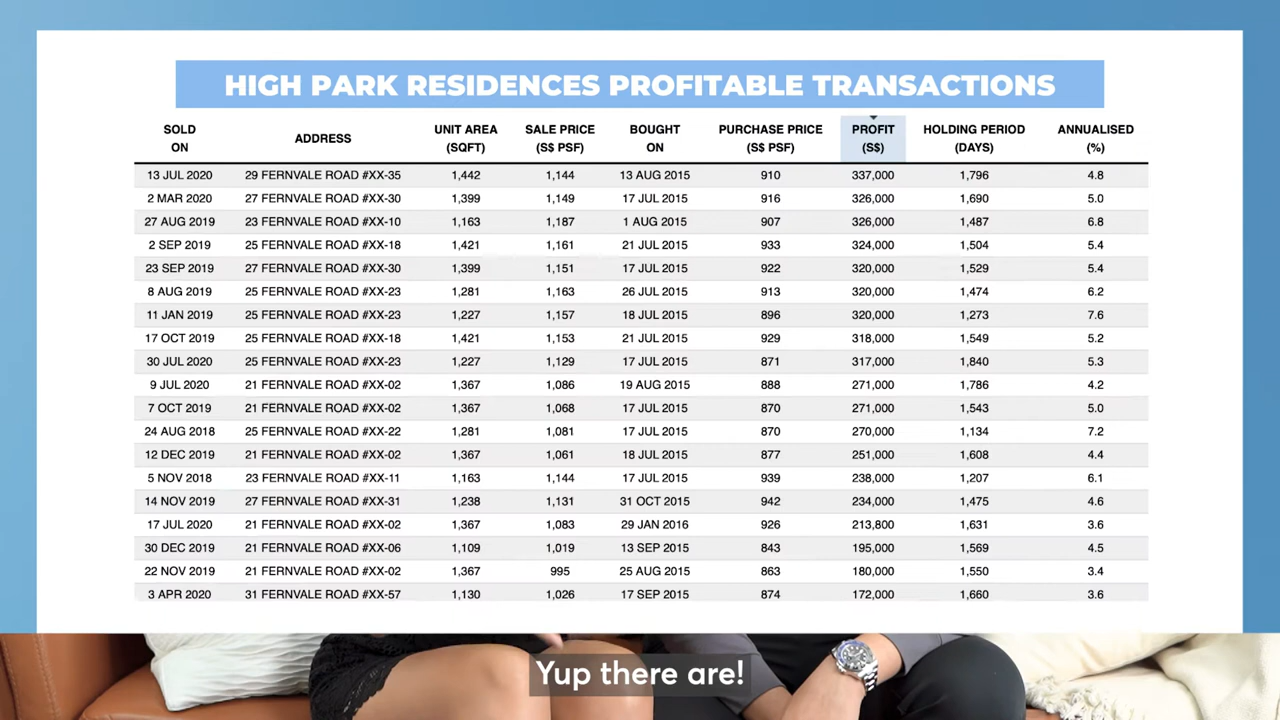 HIGH PARK RESIDENCES PROFITABLE TRANSACTIONS
SOLD ON ADDRESS UNIT AREA (SQFT) SALE PRICE (S$ PSF) BOUGHT ON PURCHASE PRICE (S$ PSF) PROFIT (S$) HOLDING PERIOD (DAYS) ANNUALISED (%)
13 JUL 2020 29 FERNVALE ROAD #XX-35 1,442 1,144 13 AUG 2015 910 337,000 1,796 4.8
2 MAR 2020 27 FERNVALE ROAD #XX-30 1,399 1,149 17 JUL 2015 916 326,000 1,690 5.0
27 AUG 2019 23 FERNVALE ROAD #XX-10 1,163 1,187 1 AUG 2015 907 326,000 1,487 6.8
2 SEP 2019 25 FERNVALE ROAD #XX-18 1,421 1,161 21 JUL 2015 933 324,000 1,504 5.4
23 SEP 2019 27 FERNVALE ROAD #XX-30 1,399 1,151 17 JUL 2015 922 320,000 1,529 5.4
8 AUG 2019 25 FERNVALE ROAD #XX-23 1,281 1,163 26 JUL 2015 913 320,000 1,474 6.2
11 JAN 2019 25 FERNVALE ROAD #XX-23 1,227 1,157 18 JUL 2015 896 320,000 1,273 7.6
17 OCT 2019 25 FERNVALE ROAD #XX-18 1,421 1,153 21 JUL 2015 929 318,000 1,549 5.2
30 JUL 2020 25 FERNVALE ROAD #XX-23 1,227 1,129 17 JUL 2015 871 317,000 1,840 5.3
9 JUL 2020 21 FERNVALE ROAD #XX-02 1,367 1,086 19 AUG 2015 888 271,000 1,786 4.2
7 OCT 2019 21 FERNVALE ROAD #XX-02 1,367 1,068 17 JUL 2015 870 271,000 1,543 5.0
24 AUG 2018 25 FERNVALE ROAD #XX-22 1,281 1,081 17 JUL 2015 870 270,000 1,134 7.2
12 DEC 2019 21 FERNVALE ROAD #XX-02 1,367 1,061 18 JUL 2015 877 251,000 1,608 4.4
5 NOV 2018 23 FERNVALE ROAD #XX-11 1,163 1,144 17 JUL 2015 939 238,000 1,207 6.1
14 NOV 2019 27 FERNVALE ROAD #XX-31 1,238 1,131 31 OCT 2015 942 234,000 1,475 4.6
17 JUL 2020 21 FERNVALE ROAD #XX-02 1,367 1,083 29 JAN 2016 926 213,800 1,631 3.6
30 DEC 2019 21 FERNVALE ROAD #XX-06 1,109 1,019 13 SEP 2015 843 195,000 1,569 4.5
22 NOV 2019 21 FERNVALE ROAD #XX-02 1,367 995 25 AUG 2015 863 180,000 1,550 3.4
3 APR 2020 31 FERNVALE ROAD #XX-57 1,130 1,026 17 SEP 2015 874 172,000 1,660 3.6
Yup there are!